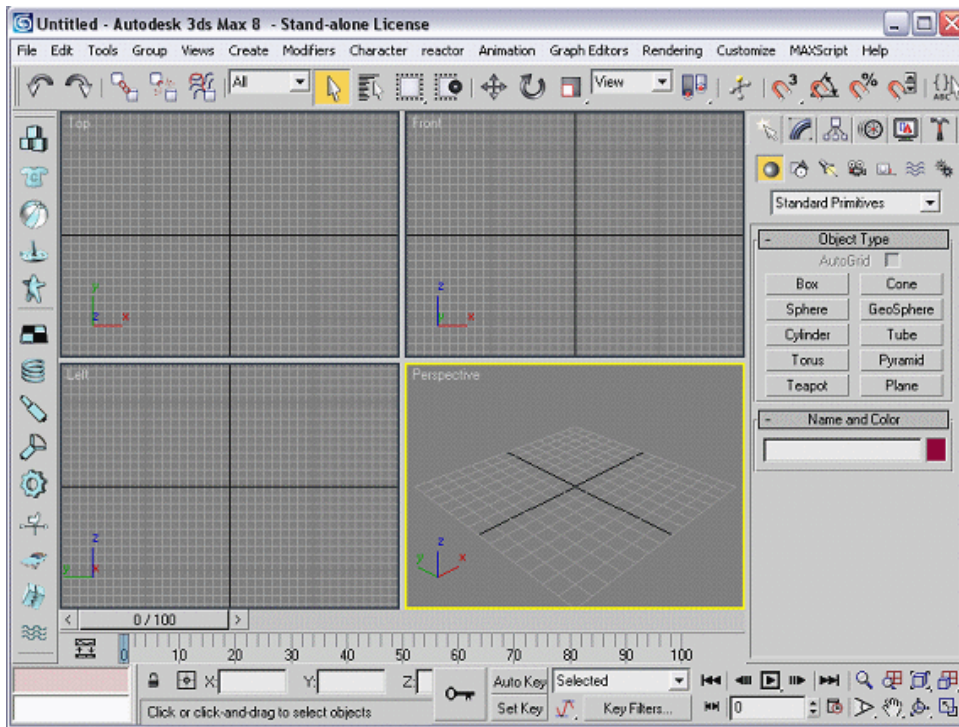 Untitled - Autodesk 3ds Max 8 - Stand-alone License
File Edit Tools Group Views Create Modifiers Character reactor Animation Graph Editors Rendering Customize MAXScript Help
All
View
3
%
ABC
Top
Front
y
z x
z
y x
Left
Perspective
z
y x
z
y x
Standard Primitives
- Object Type
AutoGrid
Box Cone
Sphere GeoSphere
Cylinder Tube
Torus Pyramid
Teapot Plane
- Name and Color
< 0 / 100 >
0 10 20 30 40 50 60 70 80 90 100
X: Y: Z:
Auto Key Selected
Set Key Key Filters...
0
Click or click-and-drag to select objects